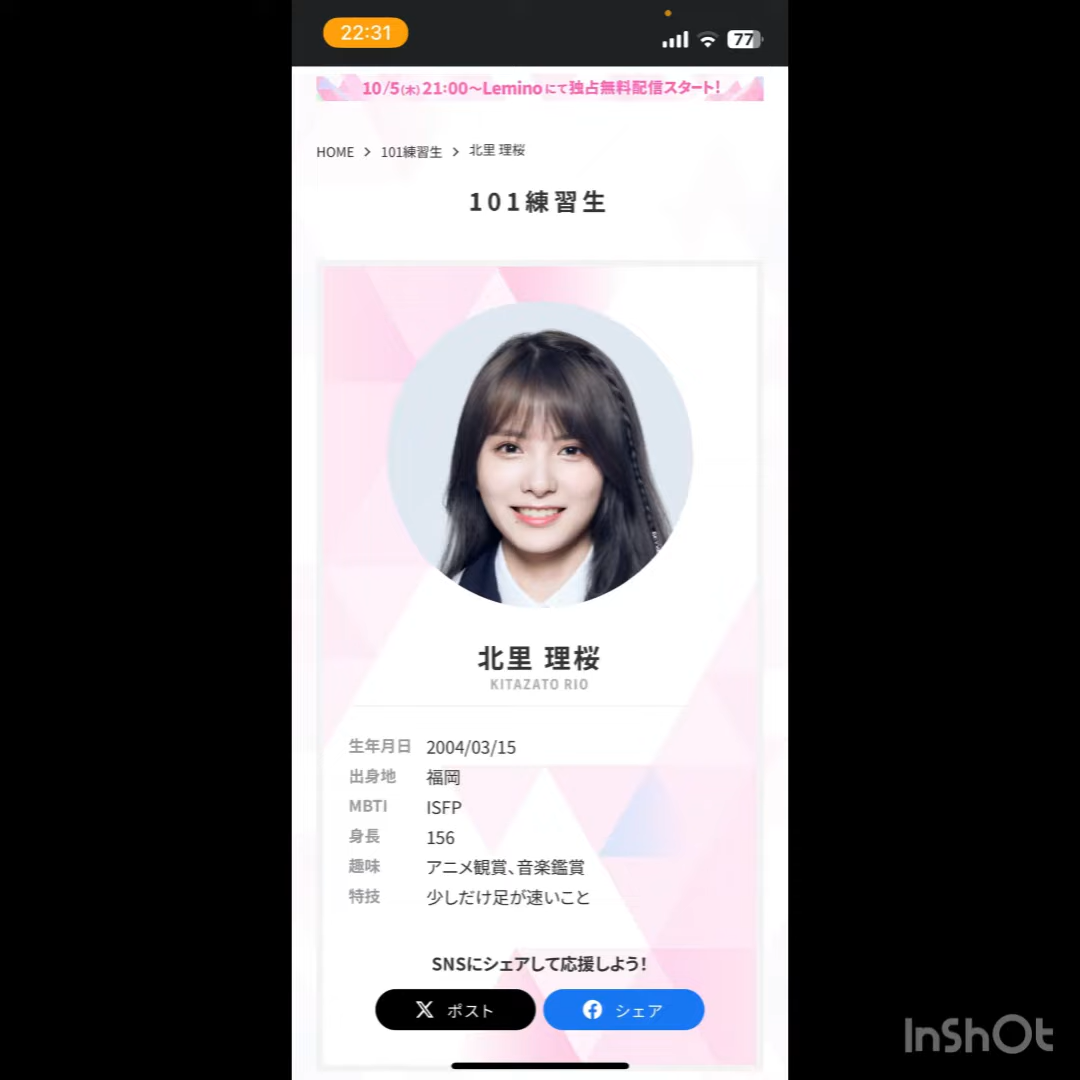 22:31
77
10/5(木)21:00〜Leminoにて独占無料配信スタート!
HOME > 101練習生 > 北里 理桜
101練習生
北里 理桜
KITAZATO RIO
生年月日 2004/03/15
出身地 福岡
MBTI ISFP
身長 156
趣味 アニメ観賞、音楽鑑賞
特技 少しだけ足が速いこと
SNSにシェアして応援しよう!
X ポスト
シェア
InShOt